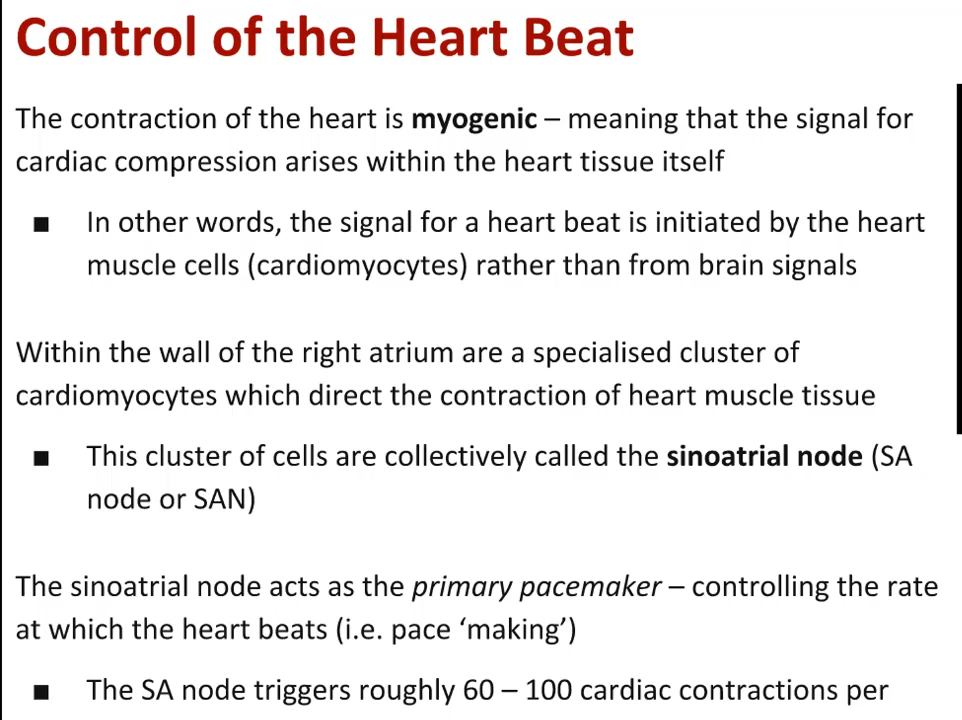 Control of the Heart Beat
The contraction of the heart is myogenic – meaning that the signal for
cardiac compression arises within the heart tissue itself
■ In other words, the signal for a heart beat is initiated by the heart
muscle cells (cardiomyocytes) rather than from brain signals
Within the wall of the right atrium are a specialised cluster of
cardiomyocytes which direct the contraction of heart muscle tissue
■ This cluster of cells are collectively called the sinoatrial node (SA
node or SAN)
The sinoatrial node acts as the primary pacemaker – controlling the rate
at which the heart beats (i.e. pace ‘making’)
■ The SA node triggers roughly 60 – 100 cardiac contractions per